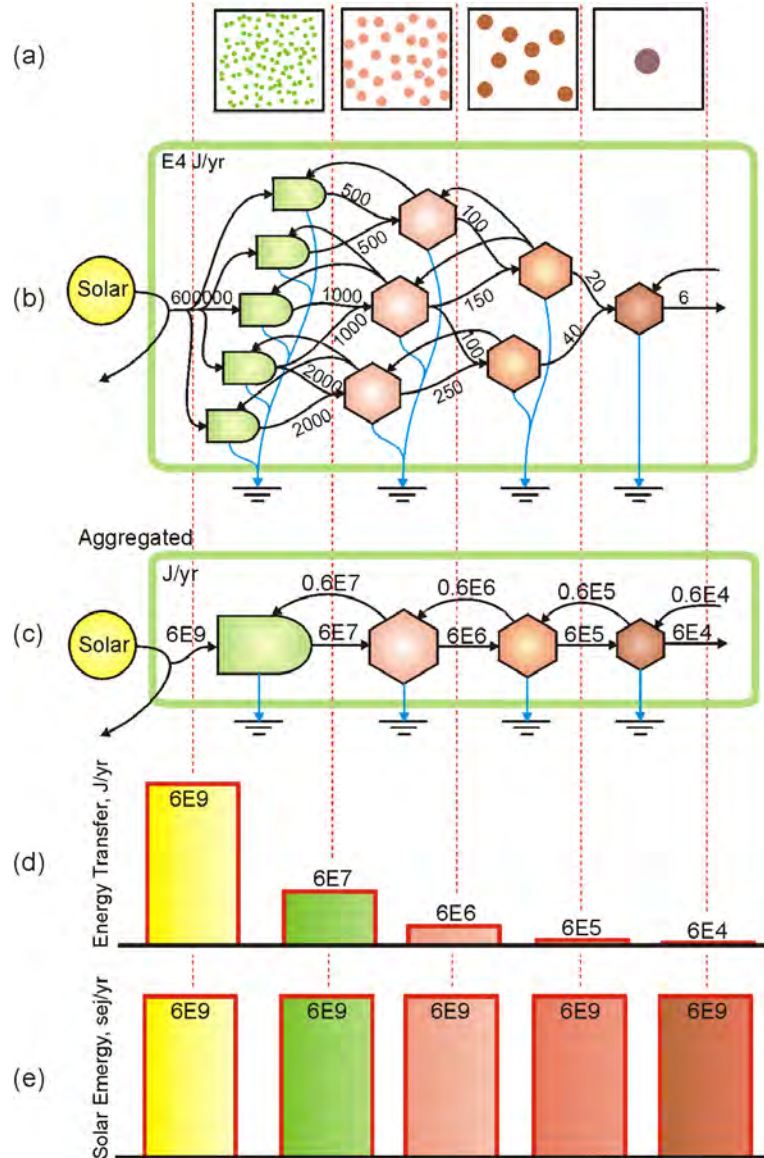 (a)
E4 J/yr
(b)
Solar
600000
500
500
1000
1000
2000
2000
100
150
100
250
20
40
6
Aggregated
J/yr
(c)
Solar
6E9
0.6E7
0.6E6
0.6E5
0.6E4
6E7
6E6
6E5
6E4
(d)
Energy Transfer, J/yr
6E9
6E7
6E6
6E5
6E4
(e)
Solar Emergy, sej/yr
6E9
6E9
6E9
6E9
6E9